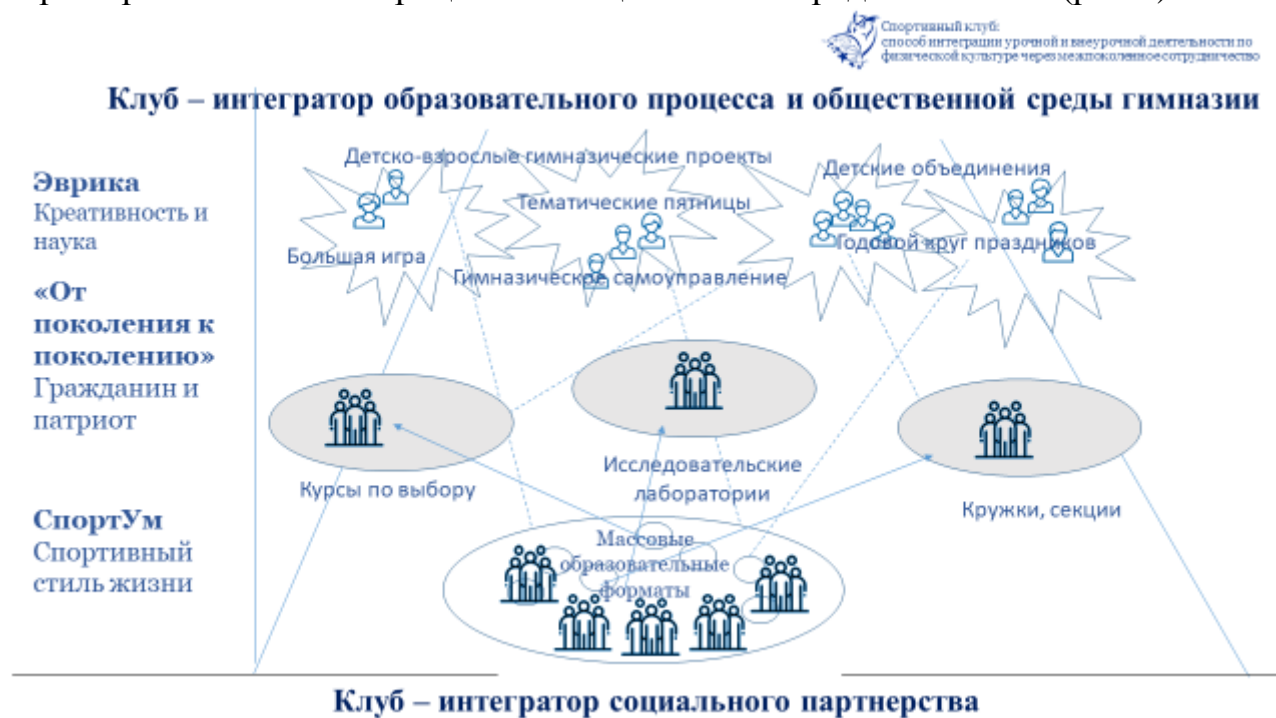 Спортивный клуб:
способ интеграции урочной и внеурочной деятельности по
физической культуре через межпоколенное сотрудничество
Клуб – интегратор образовательного процесса и общественной среды гимназии
Эврика
Креативность и
наука
«От
поколения к
поколению»
Гражданин и
патриот
СпортУм
Спортивный
стиль жизни
Детско-взрослые гимназические проекты
Детские объединения
Тематические пятницы
Годовой круг праздников
Большая игра
Гимназическое самоуправление
Исследовательские
лаборатории
Курсы по выбору
Кружки, секции
Массовые
образовательные
форматы
Клуб – интегратор социального партнерства